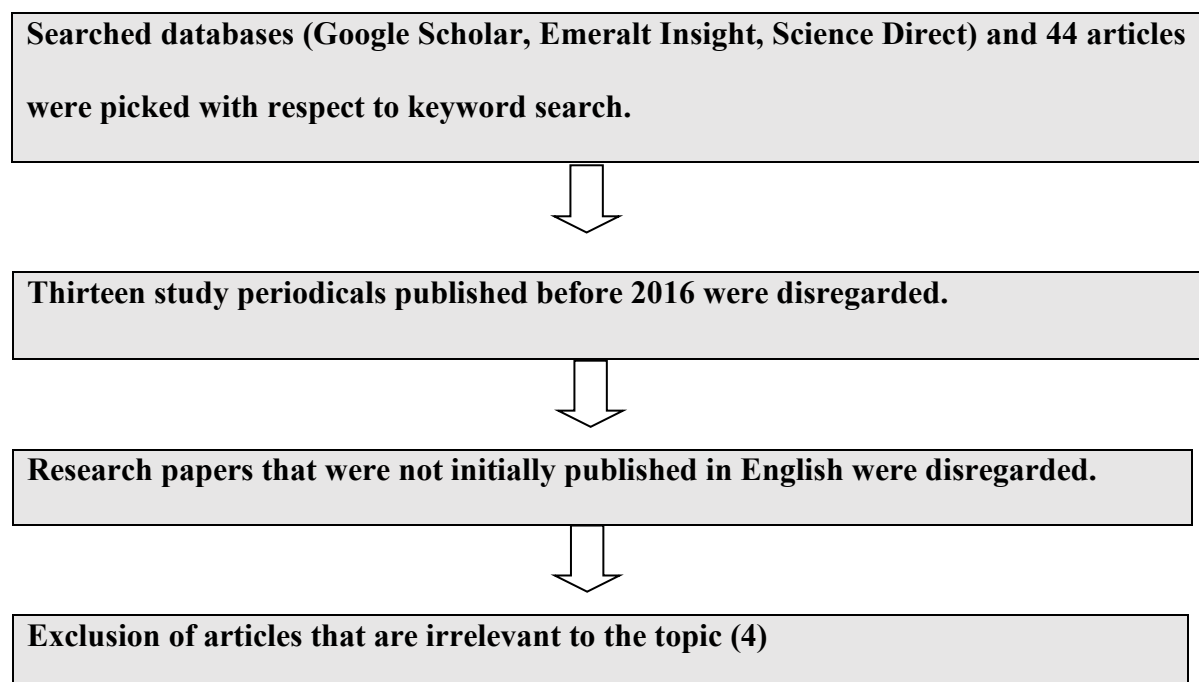 Searched databases (Google Scholar, Emeralt Insight, Science Direct) and 44 articles
were picked with respect to keyword search.
Thirteen study periodicals published before 2016 were disregarded.
Research papers that were not initially published in English were disregarded.
Exclusion of articles that are irrelevant to the topic (4)